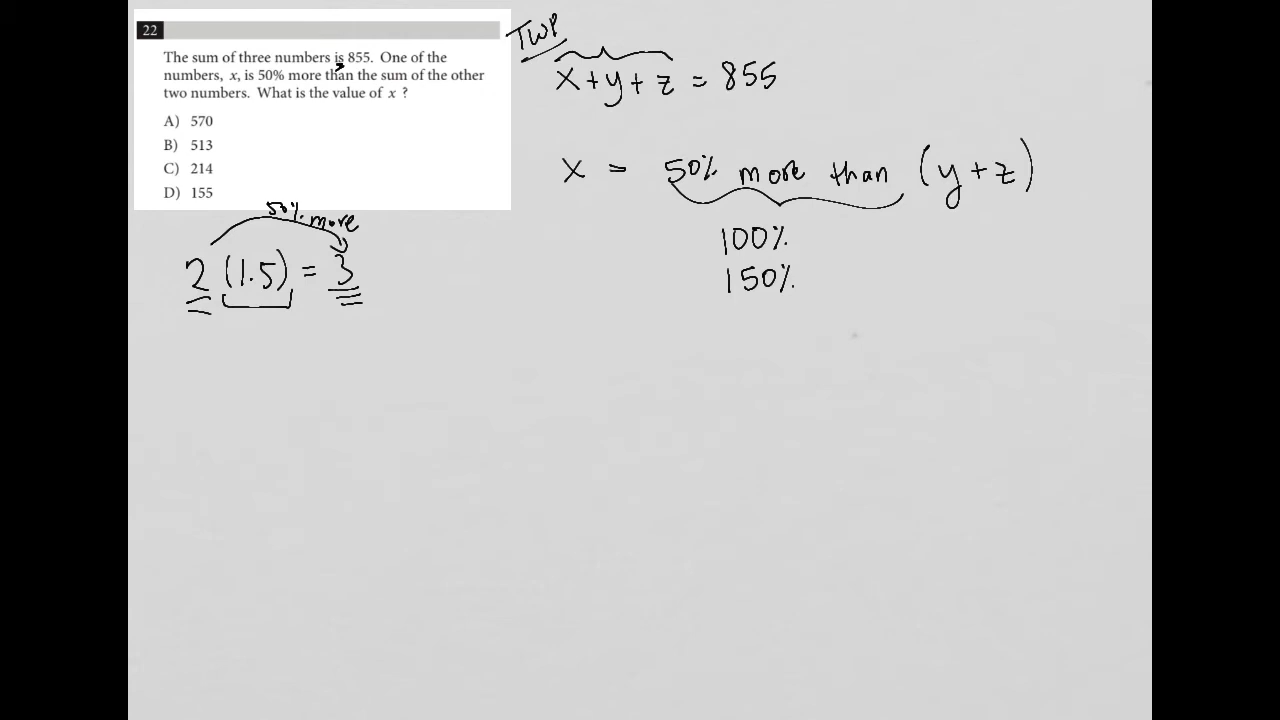 22
The sum of three numbers is 855. One of the
numbers, x, is 50% more than the sum of the other
two numbers. What is the value of x ?
A) 570
B) 513
C) 214
D) 155
TWP
x + y + z = 855
x = 50% more than (y + z)
100%
150%
50% more
2 (1.5) = 3